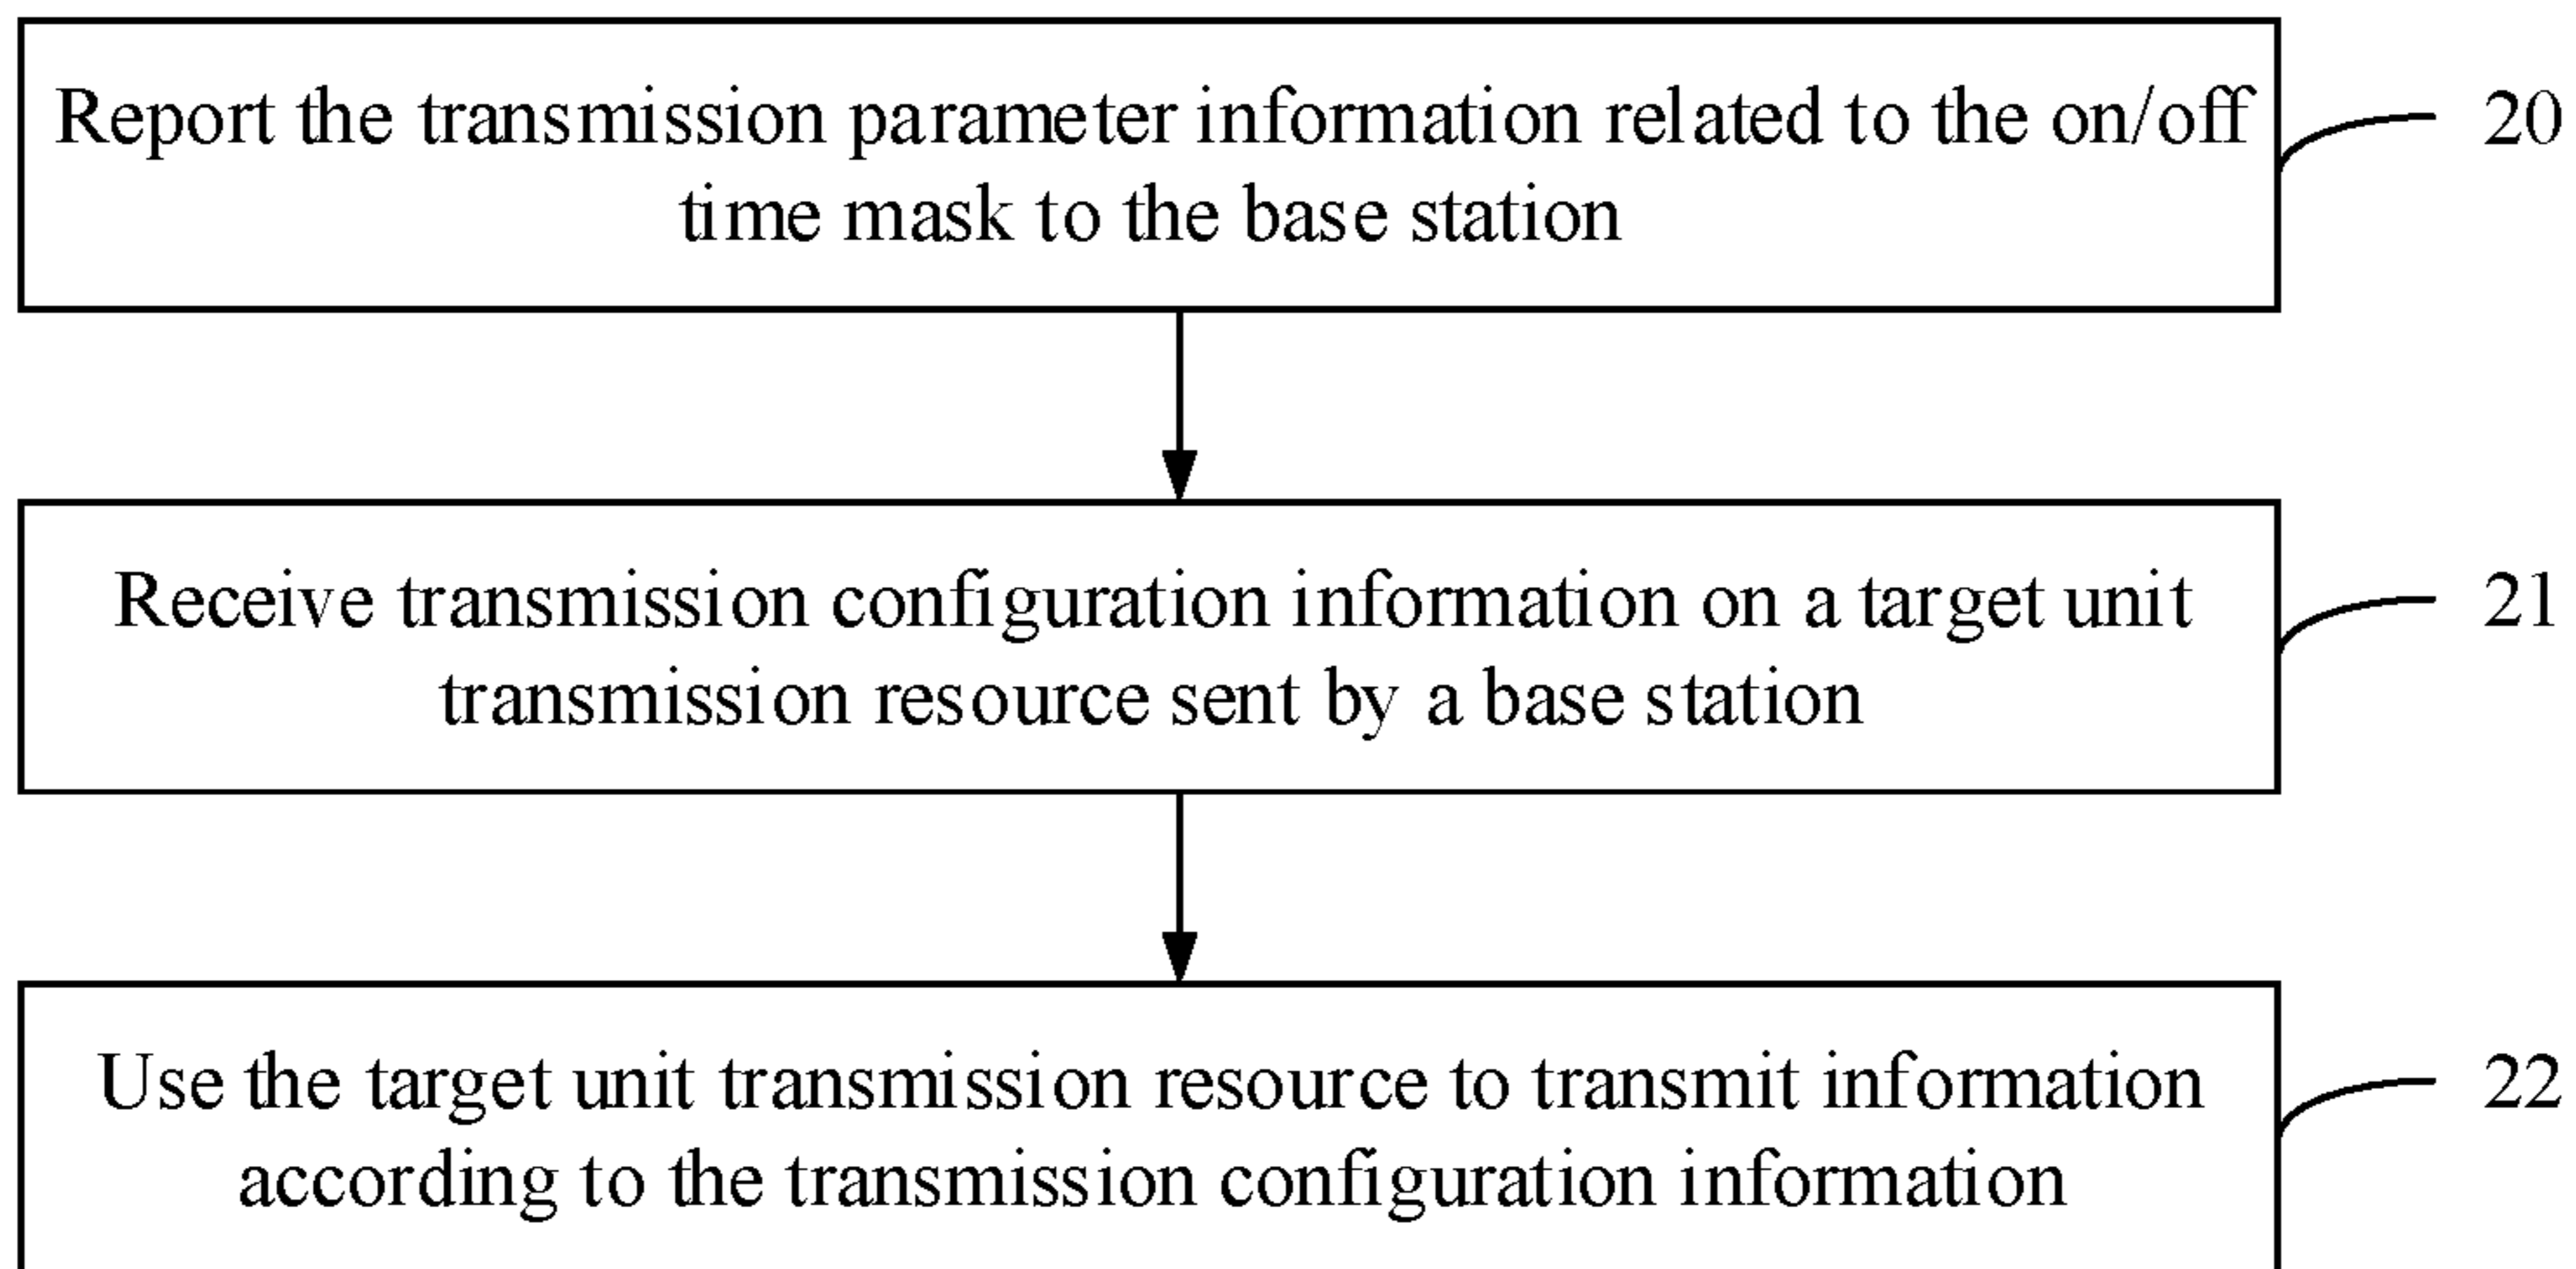 Report the transmission parameter information related to the on/off
time mask to the base station
20
Receive transmission configuration information on a target unit
transmission resource sent by a base station
21
Use the target unit transmission resource to transmit information
according to the transmission configuration information
22